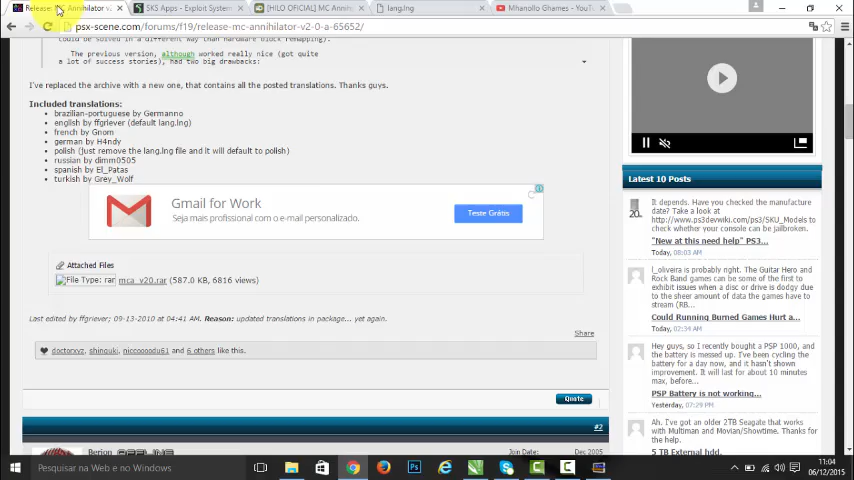 Release: MC Annihilator v
SKS Apps - Exploit System
[HILO OFICIAL] MC Annihi
lang.lng
Mhanollo Ghames - YouT
psx-scene.com/forums/f19/release-mc-annihilator-v2-0-a-65652/
could be solved in a different way than hardware block remapping).
The previous version, although worked really nice (got quite
a lot of success stories), had two big drawbacks:
I've replaced the archive with a new one, that contains all the posted translations. Thanks guys.
Included translations:
brazilian-portuguese by Germanno
english by ffgriever (default lang.lng)
french by Gnom
german by H4ndy
polish (just remove the lang.lng file and it will default to polish)
russian by dimm0505
spanish by El_Patas
turkish by Grey_Wolf
Gmail for Work
Seja mais profissional com o e-mail personalizado.
Teste Grátis
Attached Files
File Type: rar mca_v20.rar (587.0 KB, 6816 views)
Last edited by ffgriever; 09-13-2010 at 04:41 AM. Reason: updated translations in package... yet again.
Share
doctorxyz, shinouki, niccooodu61 and 6 others like this.
Quote
#2
Berion OFFLINE
Join Date: Dec 2005
Latest 10 Posts
It depends. Have you checked the manufacture
date? Take a look at
http://www.ps3devwiki.com/ps3/SKU_Models to
check whether your console can be jailbroken.
"New at this need help" PS3...
Today, 08:03 AM
l_oliveira is probably right. The Guitar Hero and
Rock Band games can be some of the first to
exhibit issues when a disc or drive is dodgy due
to the sheer amount of data the games have to
stream (RB...
Could Running Burned Games Hurt a...
Today, 02:34 AM
Hey guys, so I recently bought a PSP 1000, and
the battery is messed up. I've been cycling the
battery for a day now, and it hasn't shown
improvement. It will last for about 10 minutes
max, before...
PSP Battery is not working...
Yesterday, 07:29 PM
Ah. I've got an older 2TB Seagate that works
with Multiman and Movian/Showtime. Thanks
for the help.
5 TB External hdd.
Pesquisar na Web e no Windows
11:04
06/12/2015